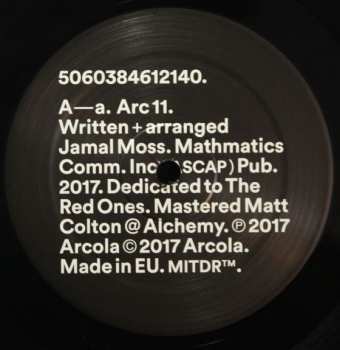 5060384612140.
A—a. Arc 11.
Written + arranged
Jamal Moss. Mathmatics
Comm. Inc (ASCAP) Pub.
2017. Dedicated to The
Red Ones. Mastered Matt
Colton @ Alchemy. ℗ 2017
Arcola © 2017 Arcola.
Made in EU. MITDR™.